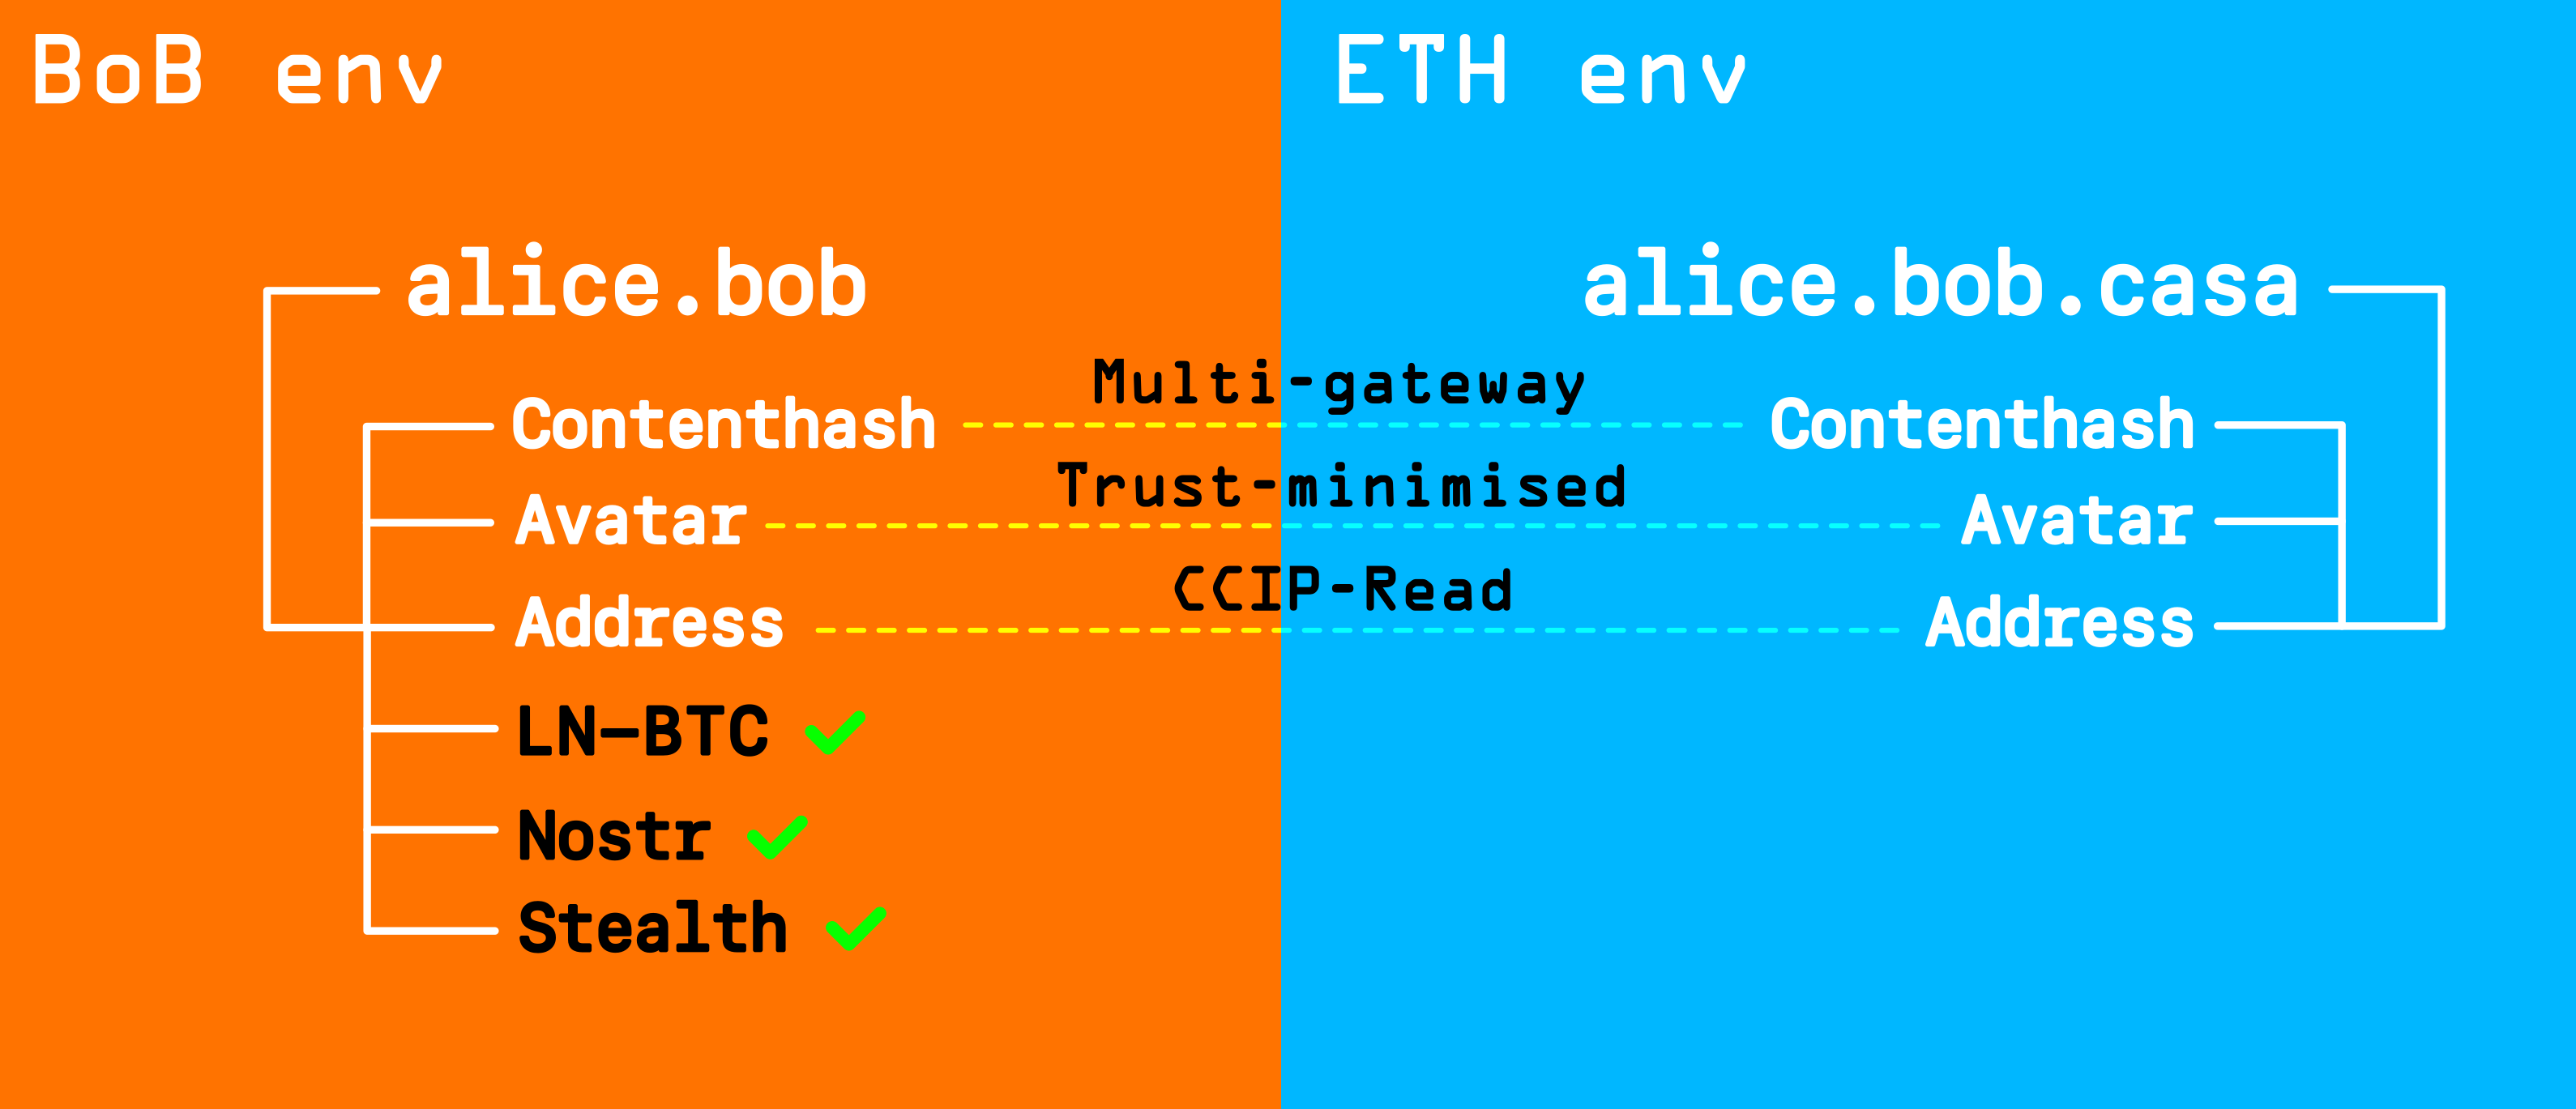 BoB env
ETH env
alice.bob
alice.bob.casa
Multi-gateway
Contenthash
Contenthash
Trust-minimised
Avatar
Avatar
CCIP-Read
Address
Address
LN-BTC
Nostr
Stealth